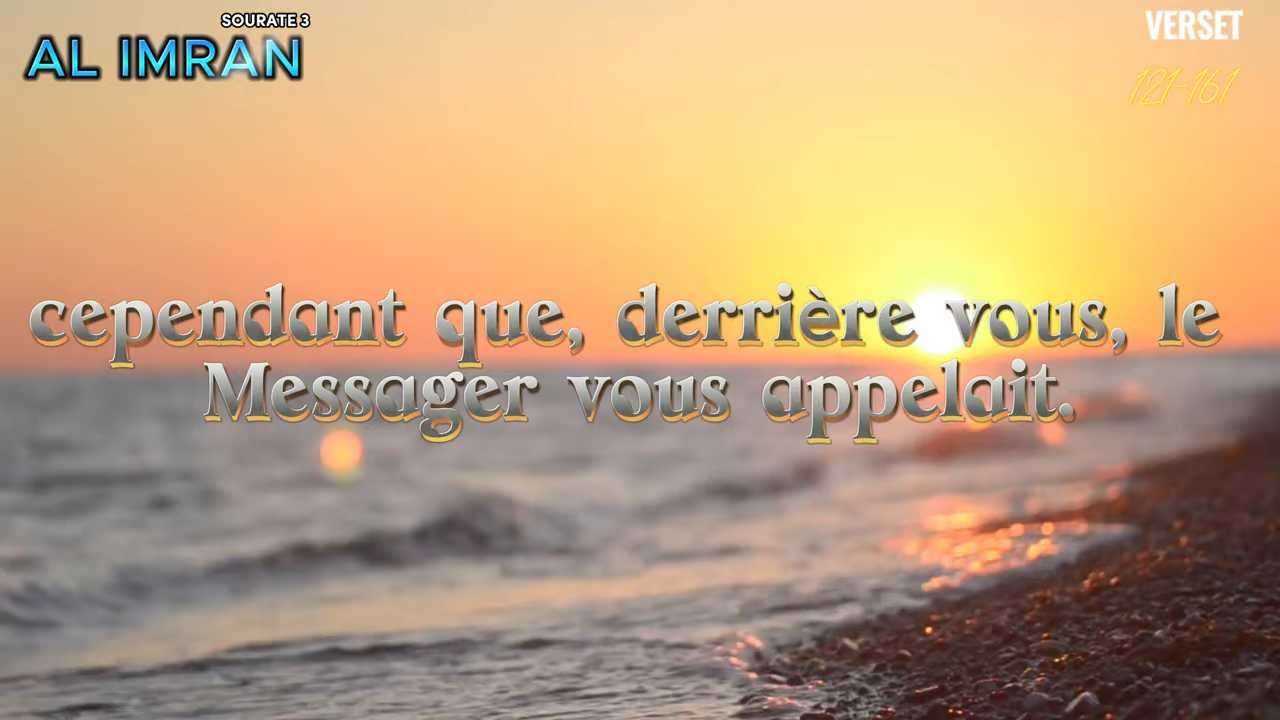 SOURATE 3
AL IMRAN
VERSET
121-161
cependant que, derrière vous, le
Messager vous appelait.